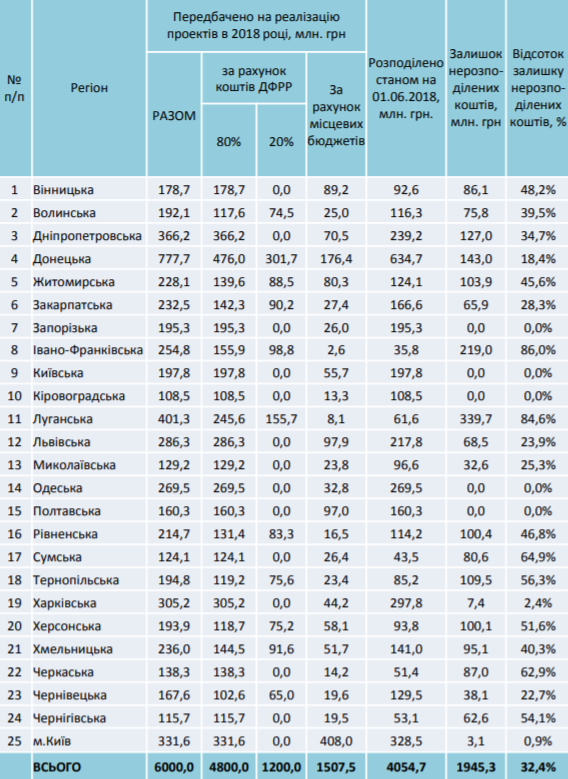 № п/п
Регіон
Передбачено на реалізацію
проектів в 2018 році, млн. грн
РАЗОМ
за рахунок
коштів ДФРР
80% 20%
За
рахунок
місцевих
бюджетів
Розподілено
станом на
01.06.2018,
млн. грн.
Залишок
нерозпо-
ділених
коштів,
млн. грн
Відсоток
залишку
нерозпо-
ділених
коштів, %
1 Вінницька 178,7 178,7 0,0 89,2 92,6 86,1 48,2%
2 Волинська 192,1 117,6 74,5 25,0 116,3 75,8 39,5%
3 Дніпропетровська 366,2 366,2 0,0 70,5 239,2 127,0 34,7%
4 Донецька 777,7 476,0 301,7 176,4 634,7 143,0 18,4%
5 Житомирська 228,1 139,6 88,5 80,3 124,1 103,9 45,6%
6 Закарпатська 232,5 142,3 90,2 27,4 166,6 65,9 28,3%
7 Запорізька 195,3 195,3 0,0 26,0 195,3 0,0 0,0%
8 Івано-Франківська 254,8 155,9 98,8 2,6 35,8 219,0 86,0%
9 Київська 197,8 197,8 0,0 55,7 197,8 0,0 0,0%
10 Кіровоградська 108,5 108,5 0,0 13,3 108,5 0,0 0,0%
11 Луганська 401,3 245,6 155,7 8,1 61,6 339,7 84,6%
12 Львівська 286,3 286,3 0,0 97,9 217,8 68,5 23,9%
13 Миколаївська 129,2 129,2 0,0 23,8 96,6 32,6 25,3%
14 Одеська 269,5 269,5 0,0 32,8 269,5 0,0 0,0%
15 Полтавська 160,3 160,3 0,0 97,0 160,3 0,0 0,0%
16 Рівненська 214,7 131,4 83,3 16,5 114,2 100,4 46,8%
17 Сумська 124,1 124,1 0,0 26,4 43,5 80,6 64,9%
18 Тернопільська 194,8 119,2 75,6 23,4 85,2 109,5 56,3%
19 Харківська 305,2 305,2 0,0 44,2 297,8 7,4 2,4%
20 Херсонська 193,9 118,7 75,2 58,1 93,8 100,1 51,6%
21 Хмельницька 236,0 144,5 91,6 51,7 141,0 95,1 40,3%
22 Черкаська 138,3 138,3 0,0 14,2 51,4 87,0 62,9%
23 Чернівецька 167,6 102,6 65,0 19,6 129,5 38,1 22,7%
24 Чернігівська 115,7 115,7 0,0 19,5 53,1 62,6 54,1%
25 м.Київ 331,6 331,6 0,0 408,0 328,5 3,1 0,9%
ВСЬОГО 6000,0 4800,0 1200,0 1507,5 4054,7 1945,3 32,4%